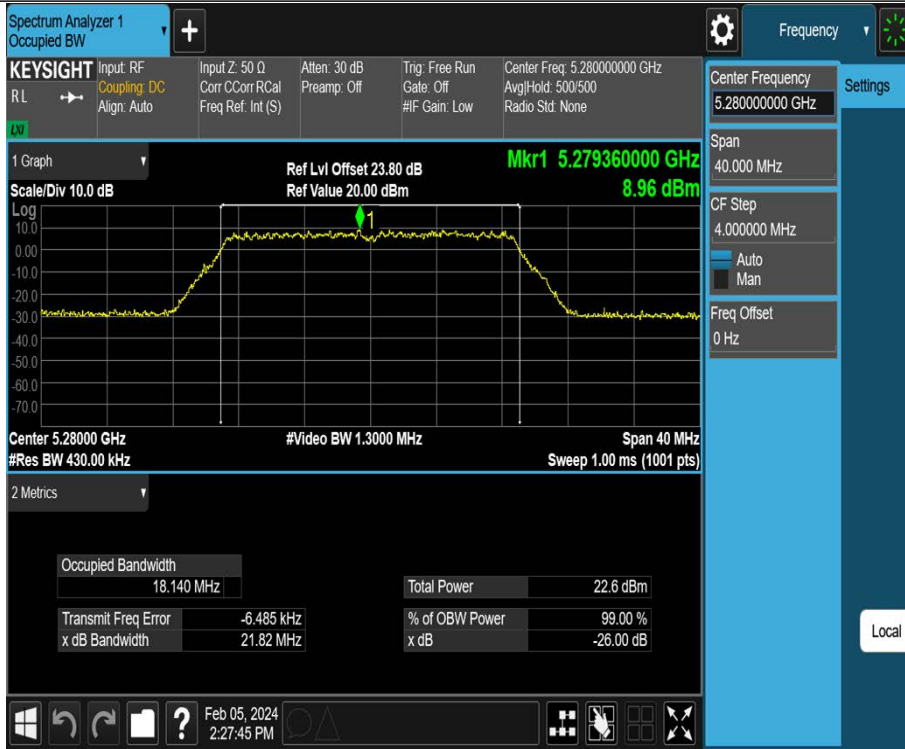 Spectrum Analyzer 1
Occupied BW
+
Frequency
KEYSIGHT
R L
LXI
Input: RF
Coupling: DC
Align: Auto
Input Z: 50 Ω
Corr CCorr RCal
Freq Ref: Int (S)
Atten: 30 dB
Preamp: Off
Trig: Free Run
Gate: Off
#IF Gain: Low
Center Freq: 5.280000000 GHz
Avg|Hold: 500/500
Radio Std: None
Center Frequency
5.280000000 GHz
Settings
Span
40.000 MHz
CF Step
4.000000 MHz
Auto
Man
Freq Offset
0 Hz
1 Graph
Scale/Div 10.0 dB
Ref Lvl Offset 23.80 dB
Ref Value 20.00 dBm
Mkr1 5.279360000 GHz
8.96 dBm
Log
10.0
0.00
-10.0
-20.0
-30.0
-40.0
-50.0
-60.0
-70.0
1
Center 5.28000 GHz
#Video BW 1.3000 MHz
Span 40 MHz
#Res BW 430.00 kHz
Sweep 1.00 ms (1001 pts)
2 Metrics
Occupied Bandwidth
18.140 MHz
Total Power 22.6 dBm
Transmit Freq Error -6.485 kHz
% of OBW Power 99.00 %
x dB Bandwidth 21.82 MHz
x dB -26.00 dB
Local
?
Feb 05, 2024
2:27:45 PM